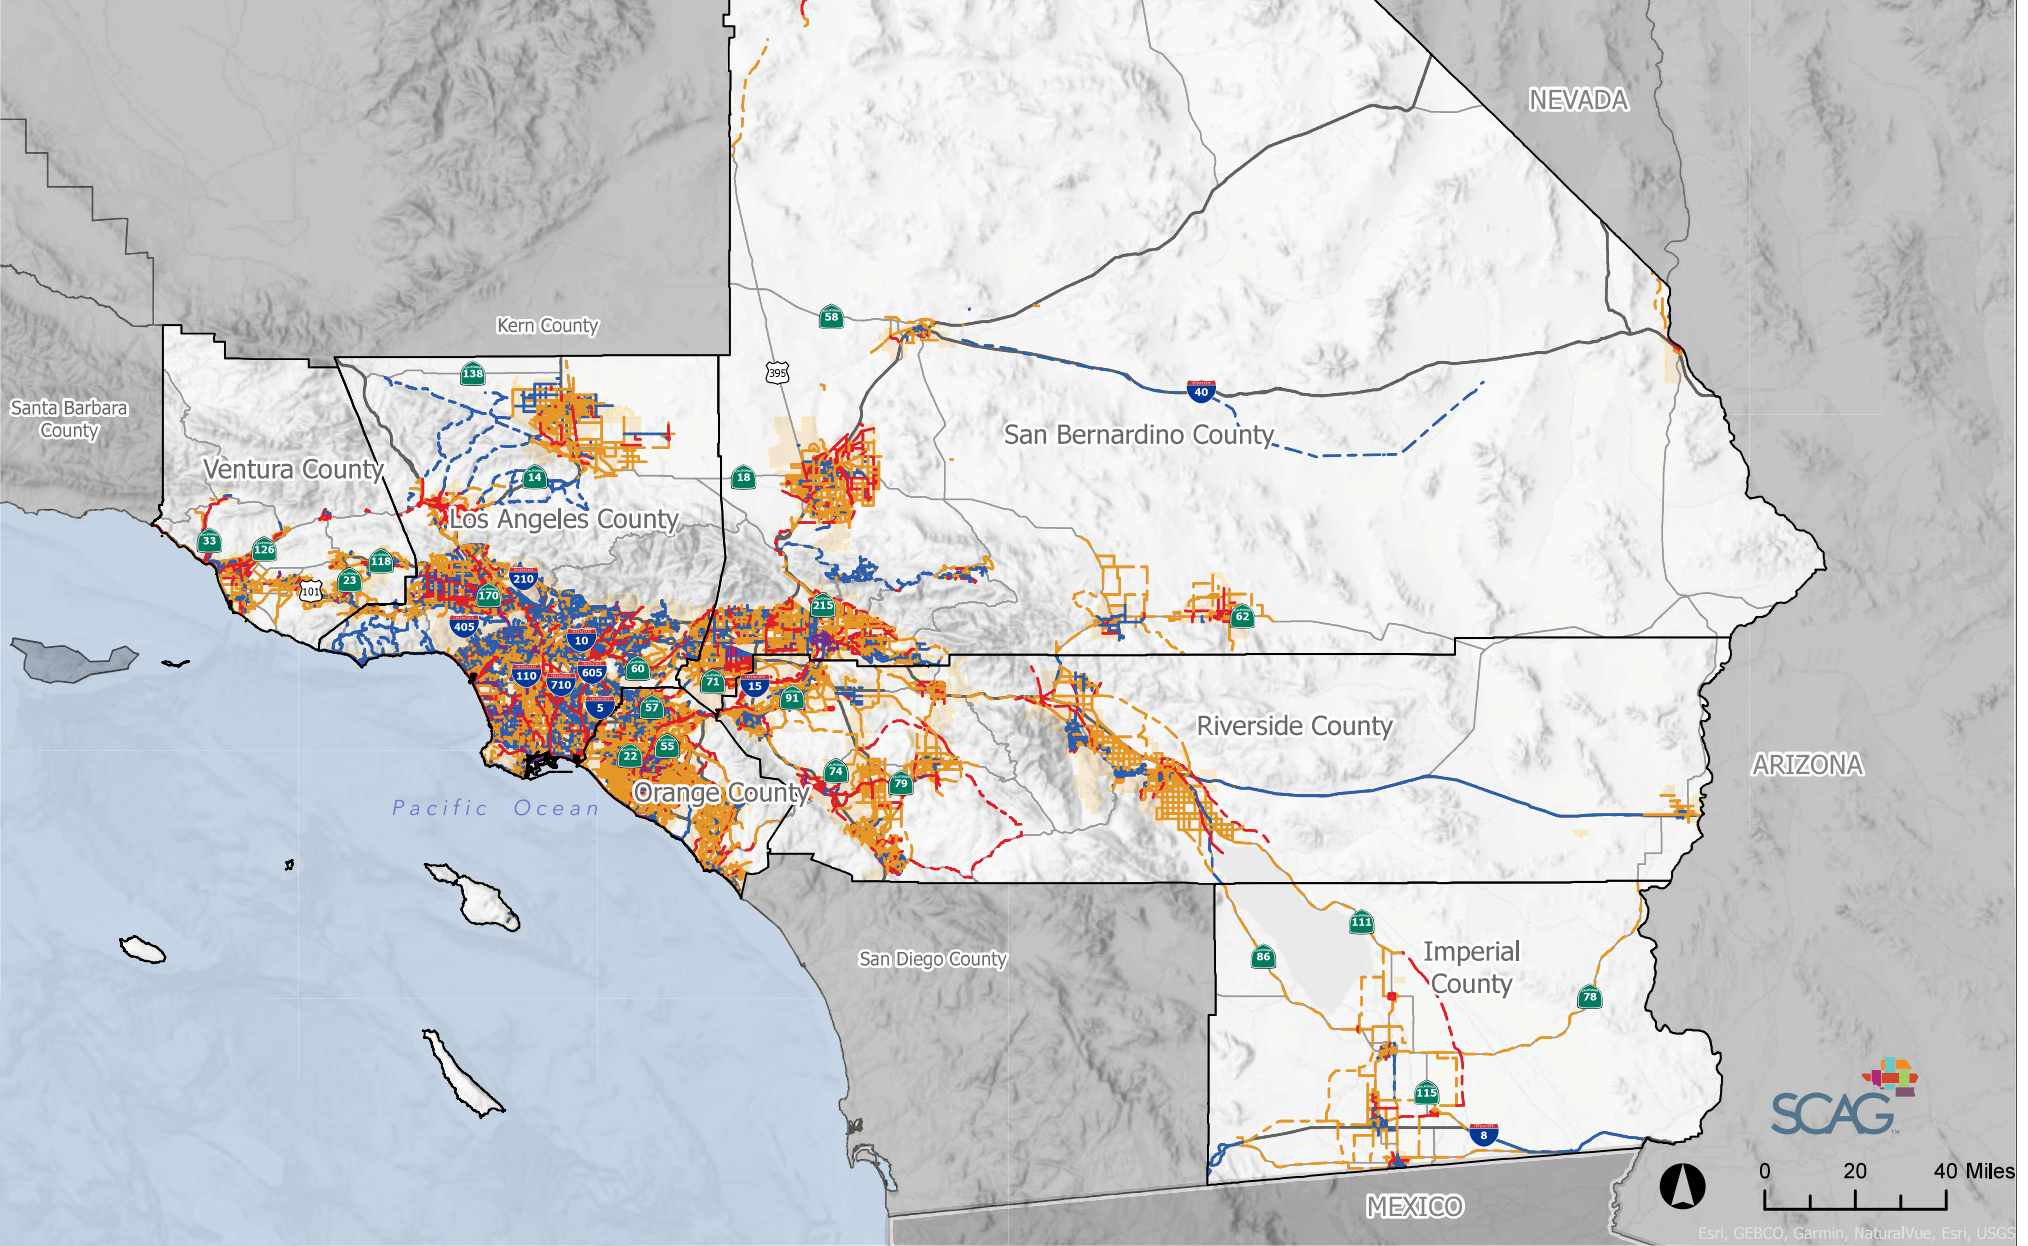 NEVADA
58
Kern County
138
395
40
Santa Barbara
County
San Bernardino County
Ventura County
14
18
Los Angeles County
33
126
118
23
101
210
170
215
62
405
10
60
110
605
710
71
15
91
5
57
Riverside County
55
22
74
79
ARIZONA
Orange County
Pacific Ocean
111
Imperial
County
86
San Diego County
78
115
SCAG™
8
0 20 40 Miles
MEXICO
Esri, GEBCO, Garmin, NaturalVue, Esri, USGS